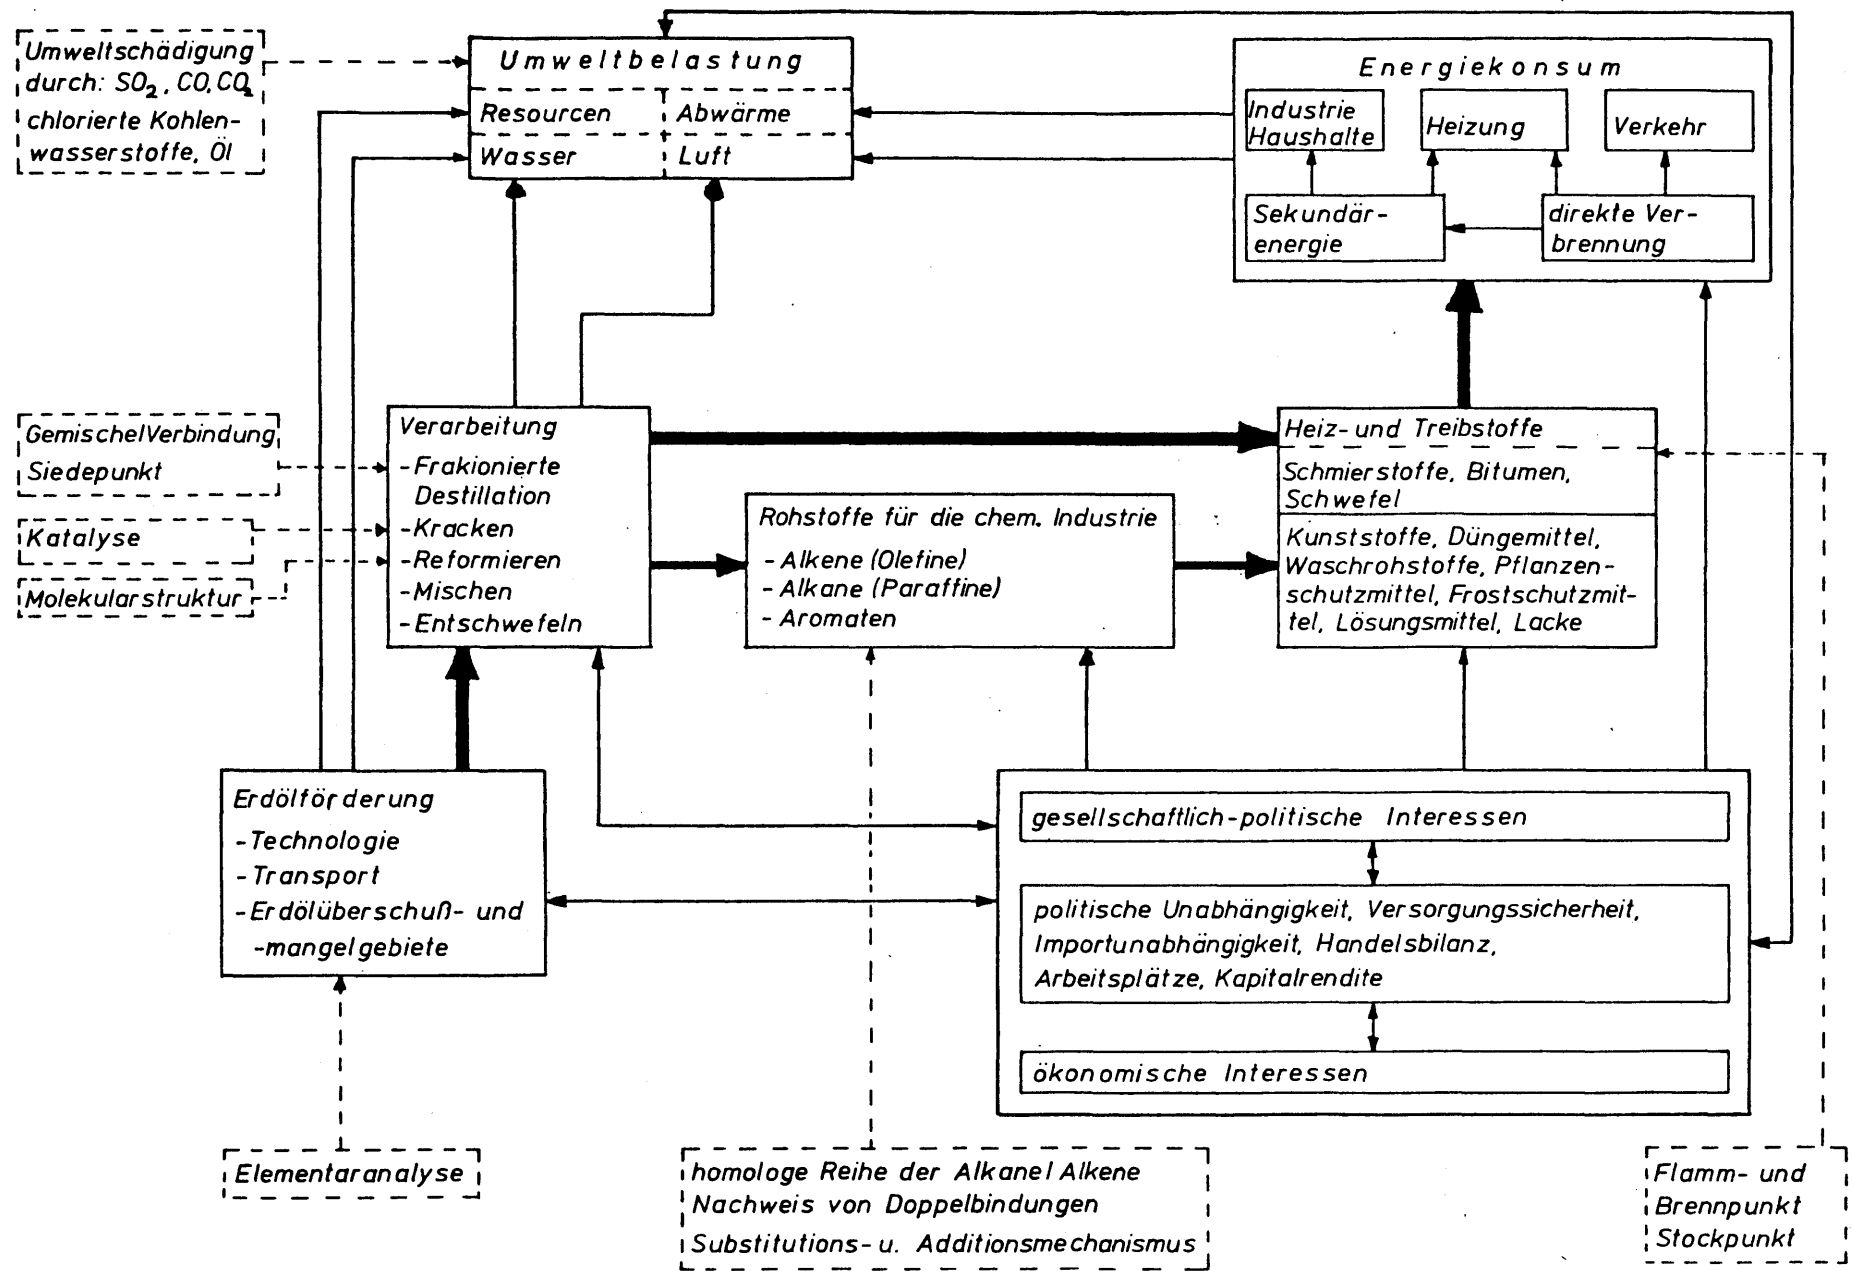 Umweltschädigung
durch: SO₂, CO, CO₂
chlorierte Kohlen-
wasserstoffe, Öl
Umweltbelastung
Resourcen
Abwärme
Wasser
Luft
Energiekonsum
Industrie
Haushalte
Heizung
Verkehr
Sekundär-
energie
direkte Ver-
brennung
Gemische/Verbindung
Siedepunkt
Katalyse
Molekularstruktur
Verarbeitung
-Frakionierte
Destillation
-Kracken
-Reformieren
-Mischen
-Entschwefeln
Rohstoffe für die chem. Industrie
- Alkene (Olefine)
- Alkane (Paraffine)
- Aromaten
Heiz- und Treibstoffe
Schmierstoffe, Bitumen,
Schwefel
Kunststoffe, Düngemittel,
Waschrohstoffe, Pflanzen-
schutzmittel, Frostschutzmit-
tel, Lösungsmittel, Lacke
Erdölförderung
-Technologie
-Transport
-Erdölüberschuß- und
-mangelgebiete
gesellschaftlich-politische Interessen
politische Unabhängigkeit, Versorgungssicherheit,
Importunabhängigkeit, Handelsbilanz,
Arbeitsplätze, Kapitalrendite
ökonomische Interessen
Elementaranalyse
homologe Reihe der Alkane/Alkene
Nachweis von Doppelbindungen
Substitutions- u. Additionsmechanismus
Flamm- und
Brennpunkt
Stockpunkt